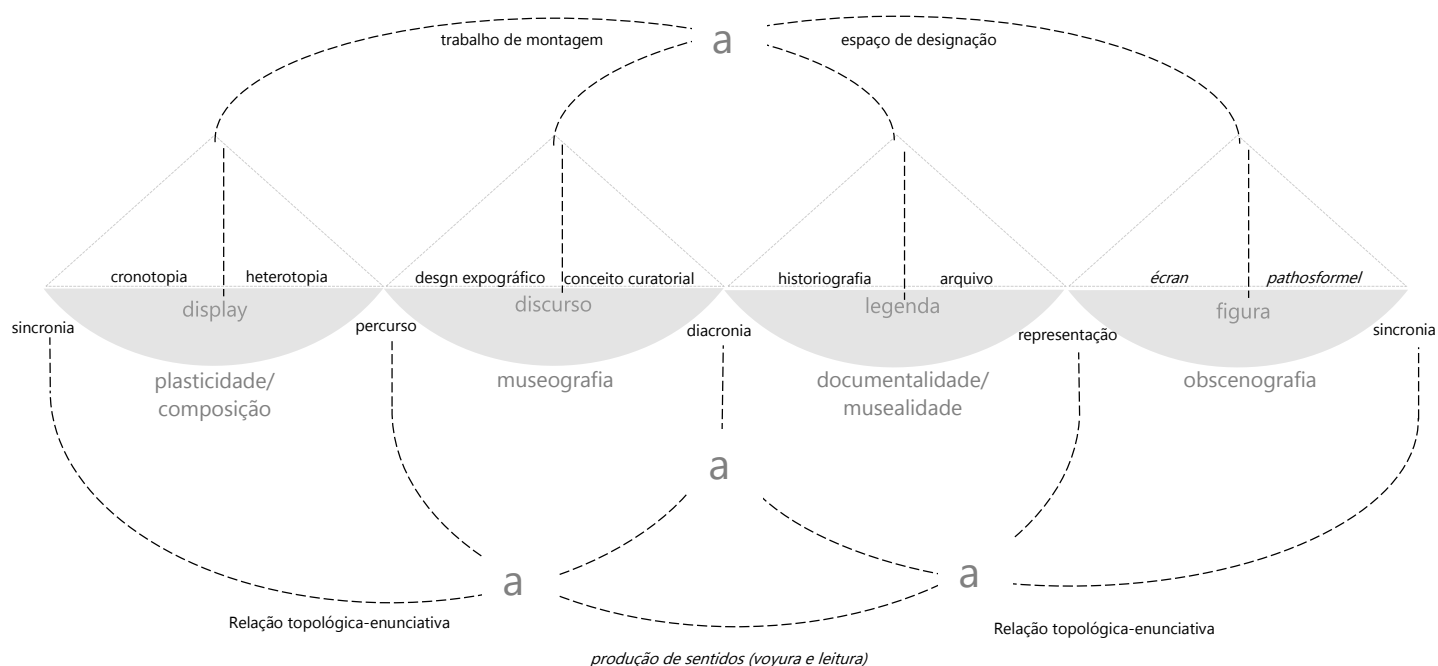 trabalho de montagem
a
espaço de designação
cronotopia
heterotopia
desgn expográfico
conceito curatorial
historiografia
arquivo
écran
pathosformel
display
discurso
legenda
figura
sincronia
percurso
diacronia
representação
sincronia
plasticidade/
composição
museografia
documentalidade/
musealidade
obscenografia
a
a
a
Relação topológica-enunciativa
Relação topológica-enunciativa
produção de sentidos (voyura e leitura)